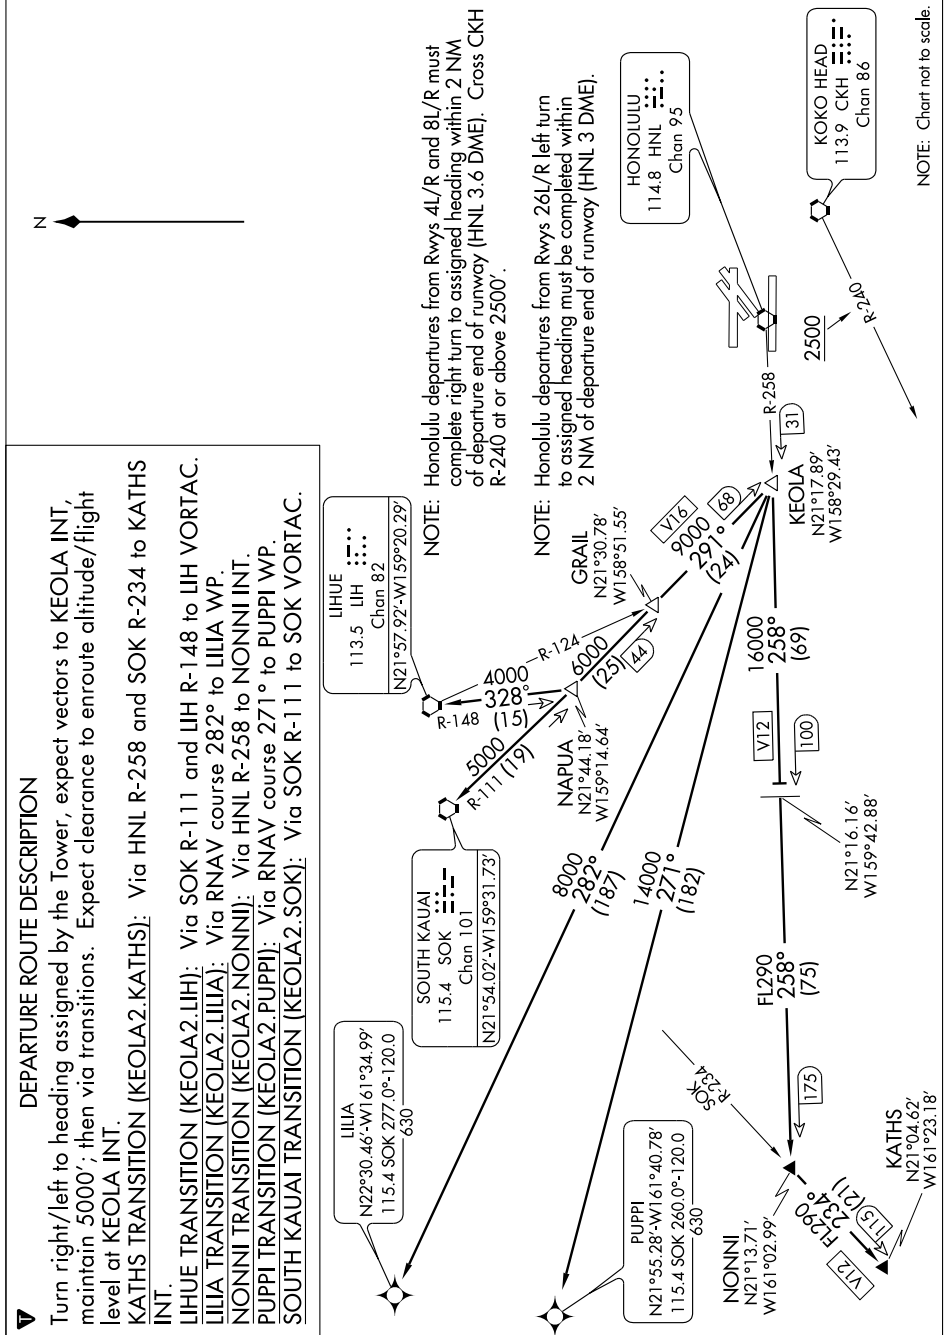 DEPARTURE ROUTE DESCRIPTION
T
Turn right/left to heading assigned by the Tower, expect vectors to KEOLA INT,
maintain 5000'; then via transitions. Expect clearance to enroute altitude/flight
level at KEOLA INT.
KATHS TRANSITION (KEOLA2.KATHS): Via HNL R-258 and SOK R-234 to KATHS
INT.
LIHUE TRANSITION (KEOLA2.LIH): Via SOK R-111 and LIH R-148 to LIH VORTAC.
LILIA TRANSITION (KEOLA2.LILIA): Via RNAV course 282° to LILIA WP.
NONNI TRANSITION (KEOLA2.NONNI): Via HNL R-258 to NONNI INT.
PUPPI TRANSITION (KEOLA2.PUPPI): Via RNAV course 271° to PUPPI WP.
SOUTH KAUAI TRANSITION (KEOLA2.SOK): Via SOK R-111 to SOK VORTAC.
N
LIHUE
113.5 LIH
Chan 82
N21°57.92'-W159°20.29'
NOTE: Honolulu departures from Rwys 4L/R and 8L/R must
complete right turn to assigned heading within 2 NM
of departure end of runway (HNL 3.6 DME). Cross CKH
R-240 at or above 2500'.
NOTE: Honolulu departures from Rwys 26L/R left turn
to assigned heading must be completed within
2 NM of departure end of runway (HNL 3 DME).
LILIA
N22°30.46'-W161°34.99'
115.4 SOK 277.0°-120.0
630
SOUTH KAUAI
115.4 SOK
Chan 101
N21°54.02'-W159°31.73'
R-148
4000
328°
(15)
R-124
5000
R-111 (19)
NAPUA
N21°44.18'
W159°14.64'
6000
(25)
44
GRAIL
N21°30.78'
W158°51.55'
V16
9000
291°
(24)
68
HONOLULU
114.8 HNL
Chan 95
8000
282°
(187)
14000
271°
(182)
R-258
31
KEOLA
N21°17.89'
W158°29.43'
KOKO HEAD
113.9 CKH
Chan 86
2500
R-240
PUPPI
N21°55.28'-W161°40.78'
115.4 SOK 260.0°-120.0
630
SOK
R-234
FL290
258°
(75)
V12
16000
258°
(69)
100
N21°16.16'
W159°42.88'
175
NONNI
N21°13.71'
W161°02.99'
FL290
234°
(21)
115
V12
KATHS
N21°04.62'
W161°23.18'
NOTE: Chart not to scale.